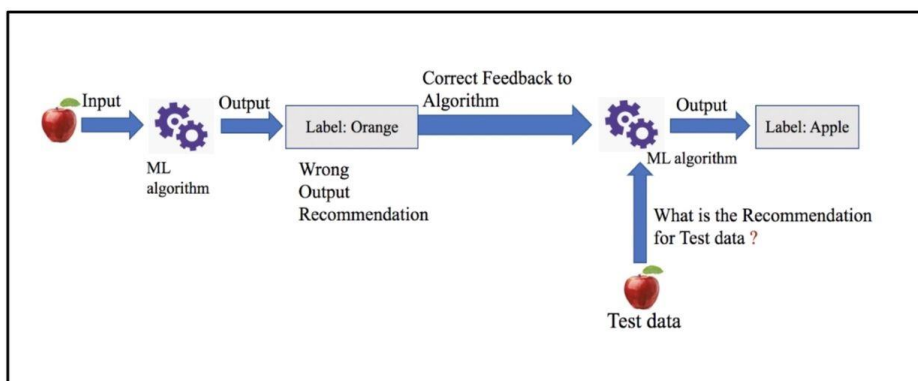 Input
Output
Label: Orange
Correct Feedback to
Algorithm
Output
Label: Apple
ML
algorithm
Wrong
Output
Recommendation
ML algorithm
What is the Recommendation
for Test data ?
Test data